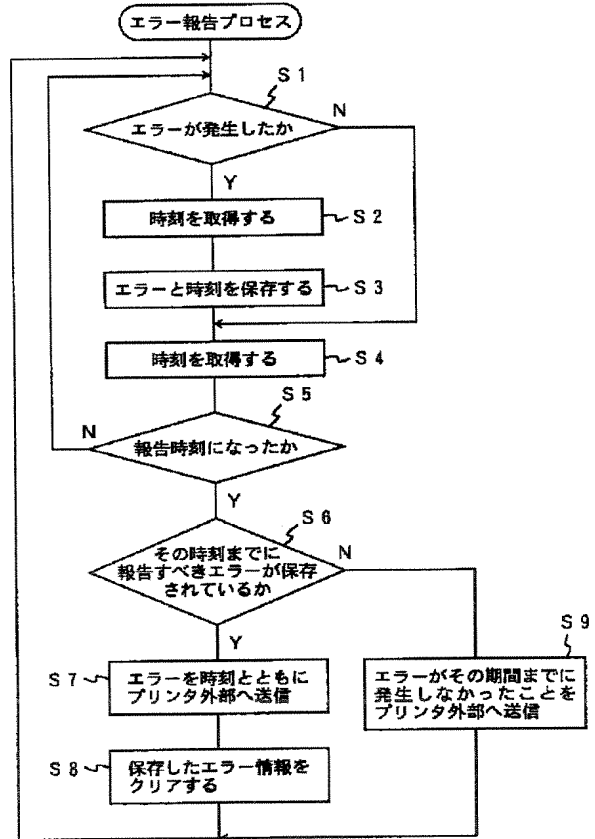 エラー報告プロセス
S1
エラーが発生したか
N
Y
時刻を取得する
S2
エラーと時刻を保存する
S3
時刻を取得する
S4
S5
報告時刻になったか
N
Y
S6
その時刻までに
報告すべきエラーが保存
されているか
N
Y
S7
エラーを時刻とともに
プリンタ外部へ送信
S9
エラーがその期間までに
発生しなかったことを
プリンタ外部へ送信
S8
保存したエラー情報を
クリアする